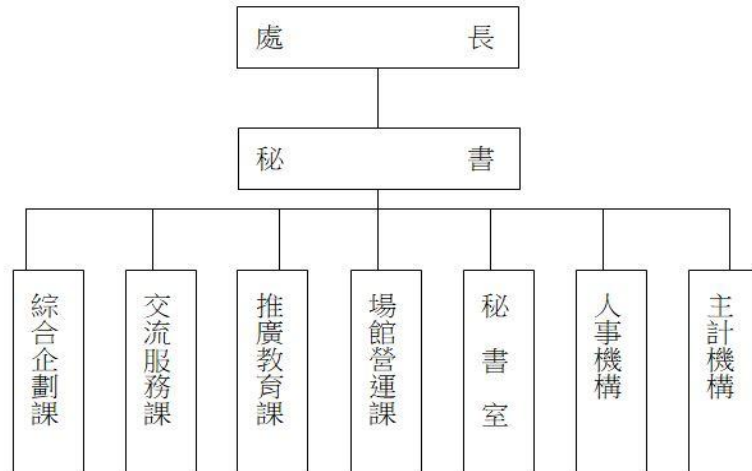 處長
秘書
綜合企劃課
交流服務課
推廣教育課
場館營運課
秘書室
人事機構
主計機構